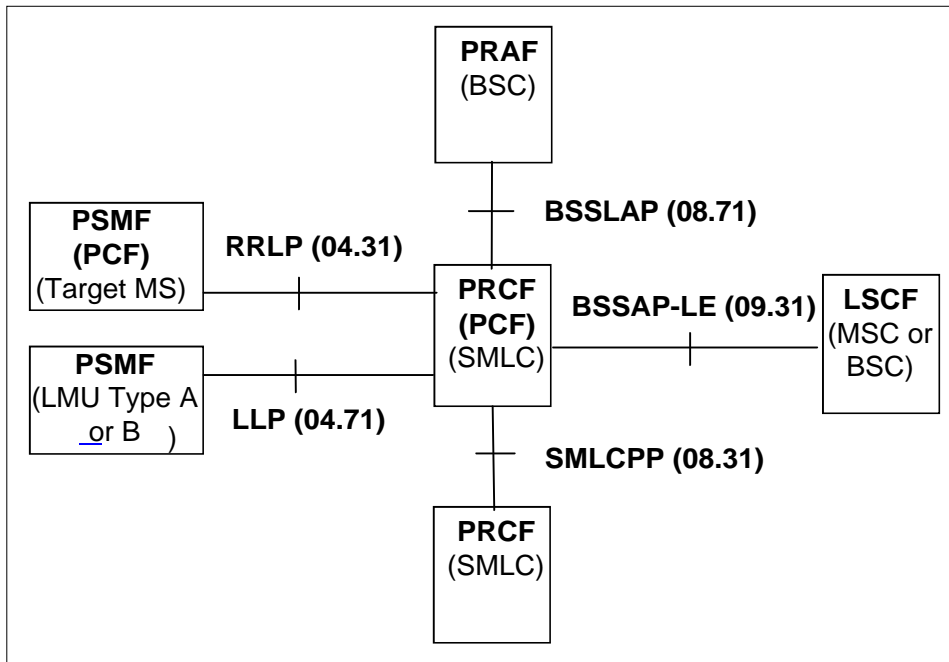 PRAF
(BSC)
BSSLAP (08.71)
PSMF
(PCF)
(Target MS)
RRLP (04.31)
PRCF
(PCF)
(SMLC)
BSSAP-LE (09.31)
LSCF
(MSC or
BSC)
PSMF
(LMU Type A
or B )
LLP (04.71)
SMLCPP (08.31)
PRCF
(SMLC)